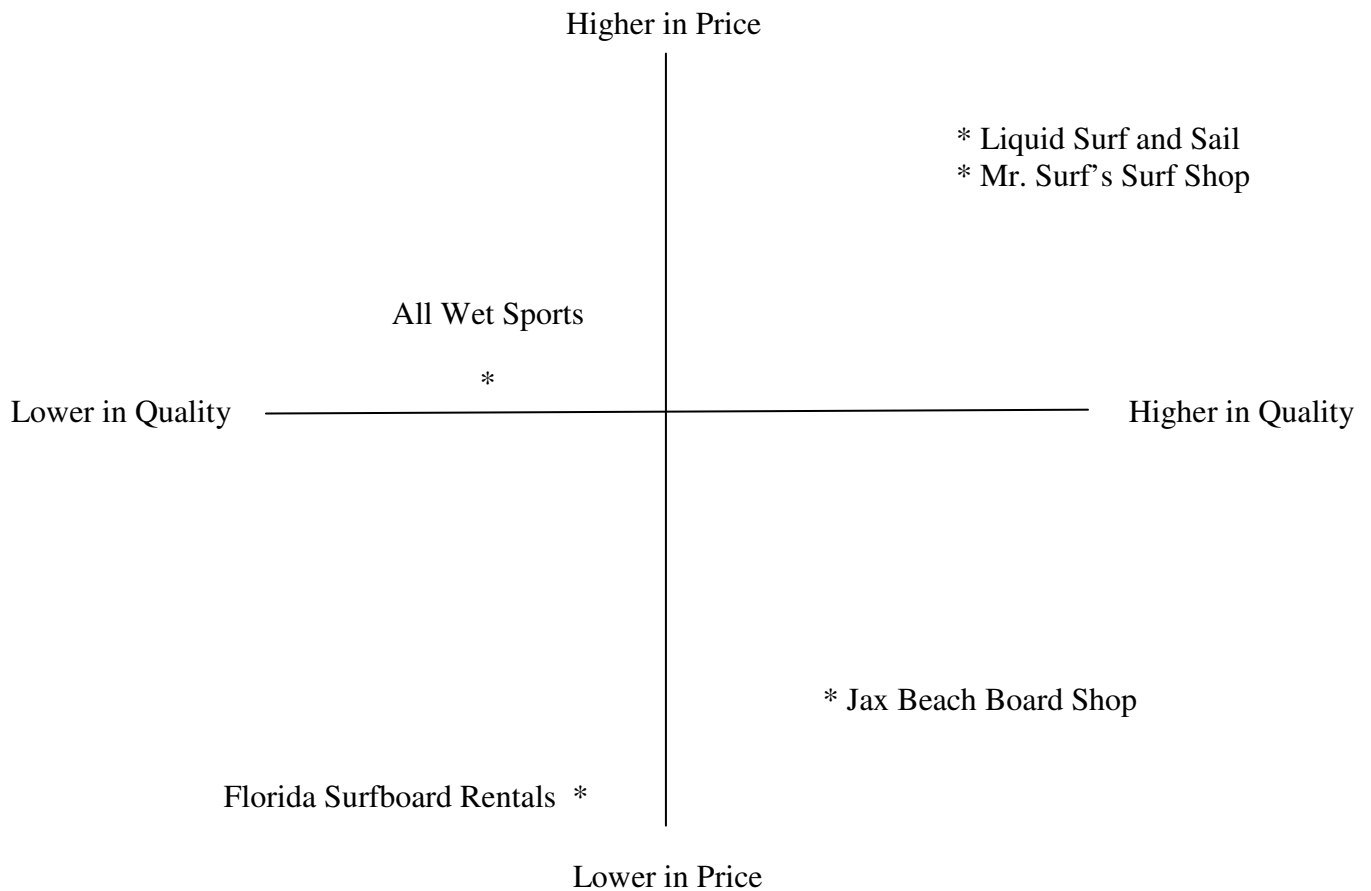 Higher in Price
* Liquid Surf and Sail
* Mr. Surf’s Surf Shop
All Wet Sports
*
Lower in Quality
Higher in Quality
* Jax Beach Board Shop
Florida Surfboard Rentals *
Lower in Price